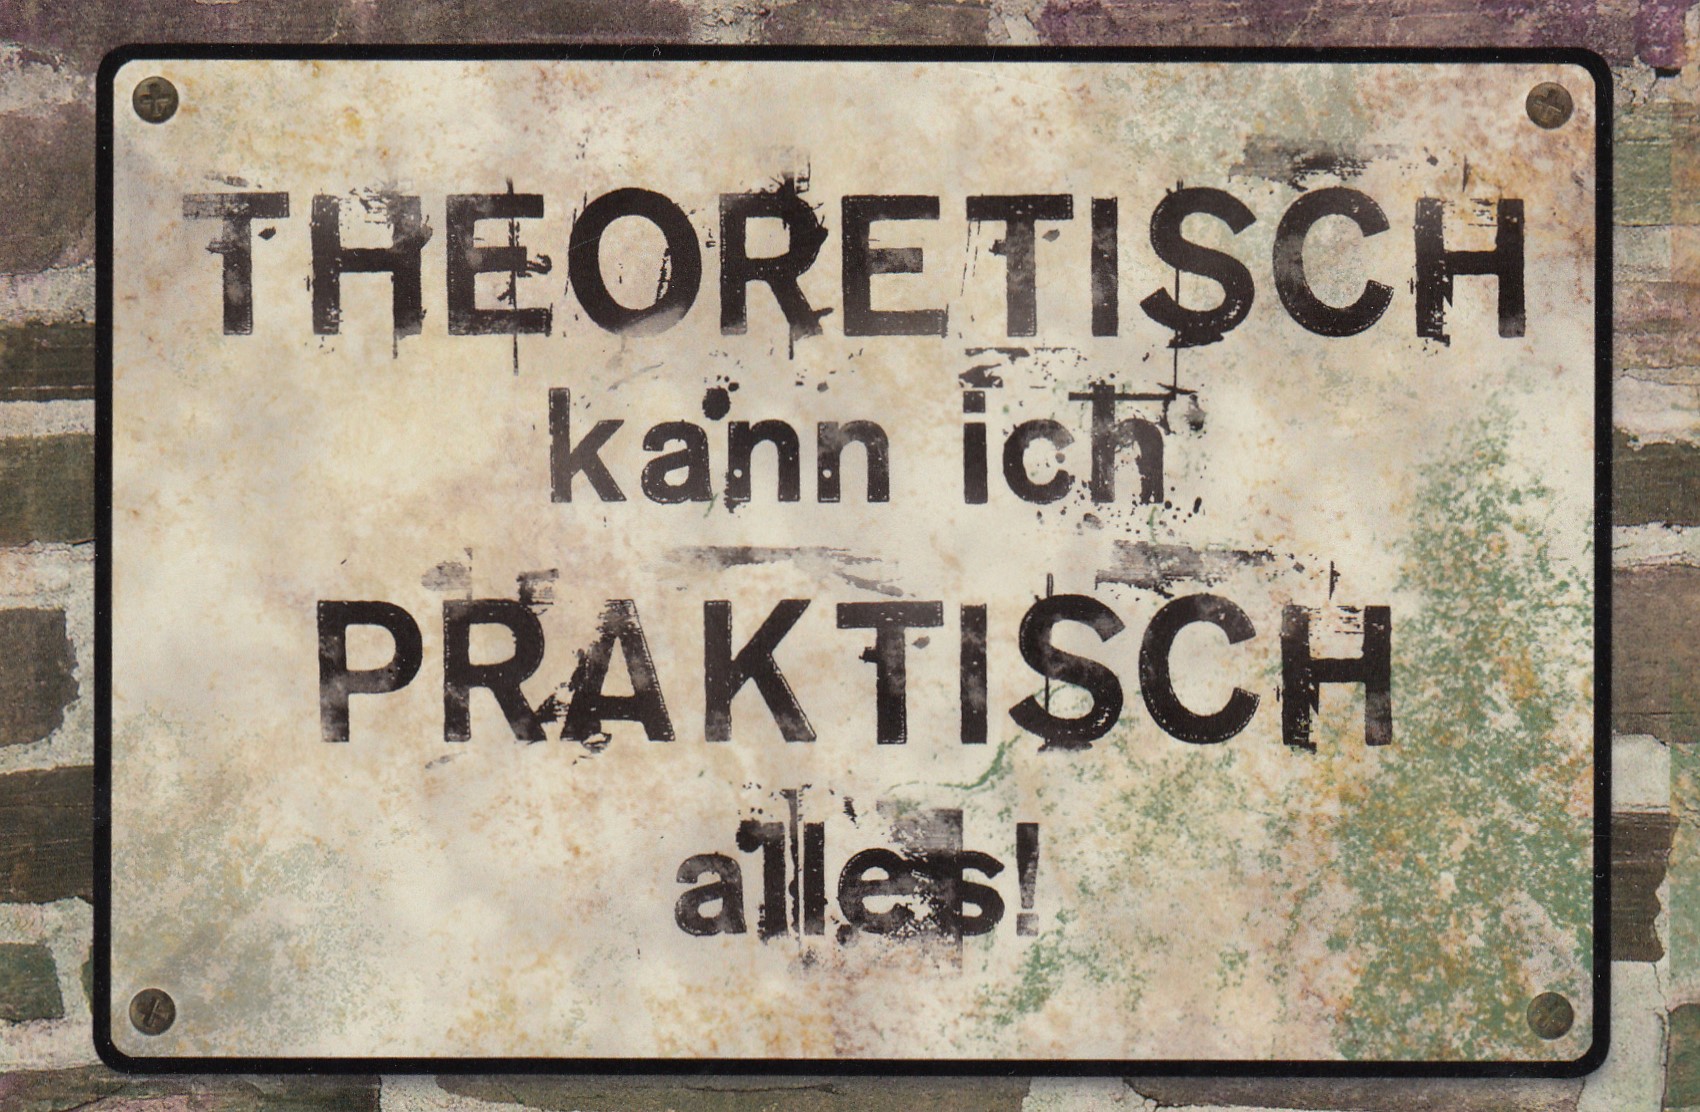 THEORETISCH
kann ich
PRAKTISCH
alles!